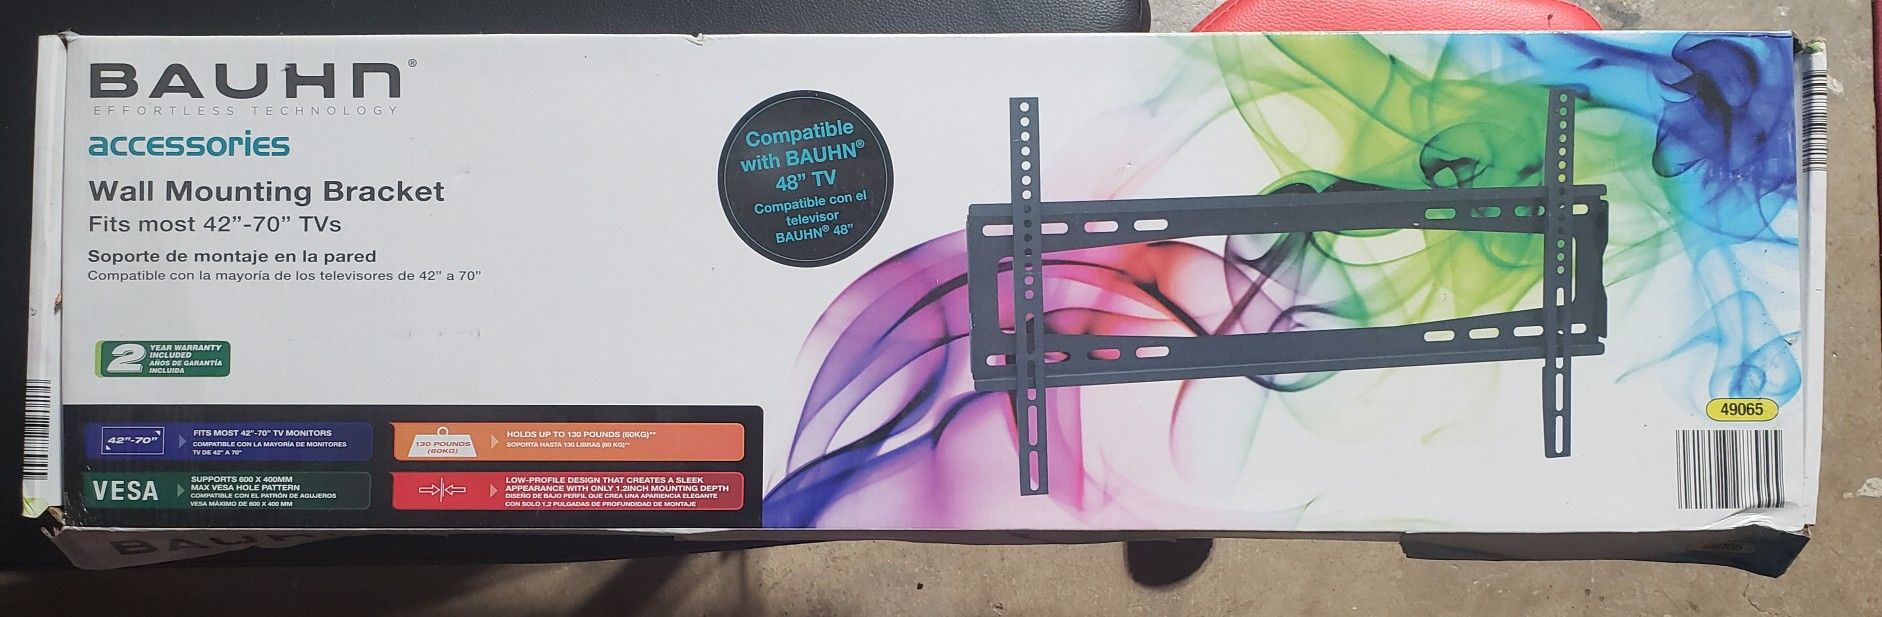 BAUHN®
EFFORTLESS TECHNOLOGY
accessories
Wall Mounting Bracket
Fits most 42”-70” TVs
Soporte de montaje en la pared
Compatible con la mayoría de los televisores de 42” a 70”
Compatible
with BAUHN®
48” TV
Compatible con el
televisor
BAUHN® 48”
2
YEAR WARRANTY
INCLUDED
AÑOS DE GARANTÍA
INCLUIDA
42”-70”
FITS MOST 42”-70” TV MONITORS
COMPATIBLE CON LA MAYORÍA DE MONITORES
TV DE 42” A 70”
130 POUNDS
(60KG)
HOLDS UP TO 130 POUNDS (60KG)**
SOPORTA HASTA 130 LIBRAS (60 KG)**
VESA
SUPPORTS 600 X 400MM
MAX VESA HOLE PATTERN
COMPATIBLE CON EL PATRÓN DE AGUJEROS
VESA MÁXIMO DE 600 X 400 MM
LOW-PROFILE DESIGN THAT CREATES A SLEEK
APPEARANCE WITH ONLY 1.2INCH MOUNTING DEPTH
DISEÑO DE BAJO PERFIL QUE CREA UNA APARIENCIA ELEGANTE
CON SOLO 1.2 PULGADAS DE PROFUNDIDAD DE MONTAJE
49065
BAUHN
49065